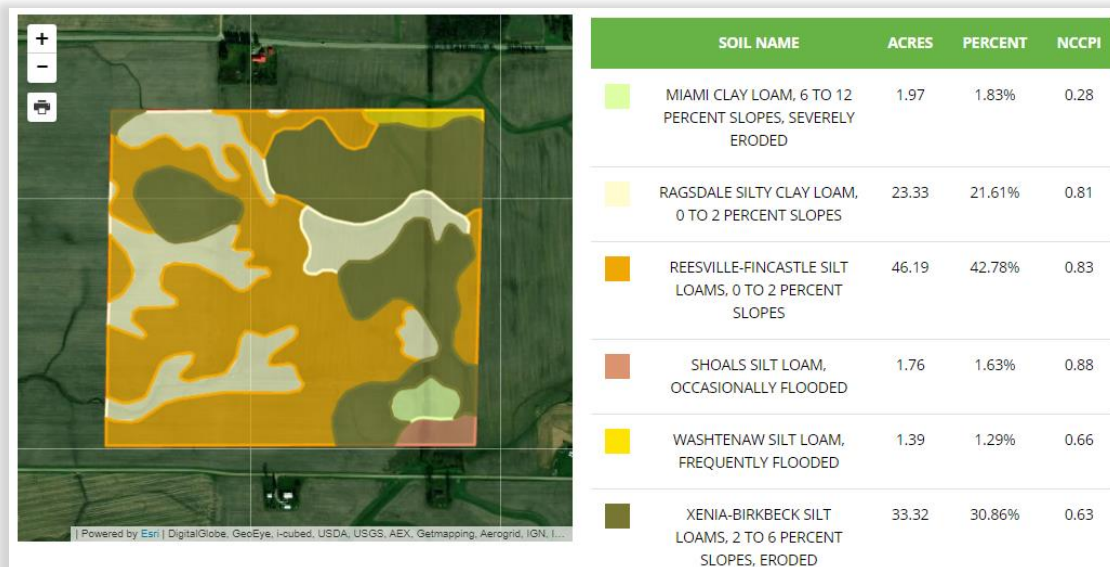 +
−
| Powered by Esri | DigitalGlobe, GeoEye, i-cubed, USDA, USGS, AEX, Getmapping, Aerogrid, IGN, I...
SOIL NAME ACRES PERCENT NCCPI
MIAMI CLAY LOAM, 6 TO 12 1.97 1.83% 0.28
PERCENT SLOPES, SEVERELY
ERODED
RAGSDALE SILTY CLAY LOAM, 23.33 21.61% 0.81
0 TO 2 PERCENT SLOPES
REESVILLE-FINCASTLE SILT 46.19 42.78% 0.83
LOAMS, 0 TO 2 PERCENT
SLOPES
SHOALS SILT LOAM, 1.76 1.63% 0.88
OCCASIONALLY FLOODED
WASHTENAW SILT LOAM, 1.39 1.29% 0.66
FREQUENTLY FLOODED
XENIA-BIRKBECK SILT 33.32 30.86% 0.63
LOAMS, 2 TO 6 PERCENT
SLOPES, ERODED